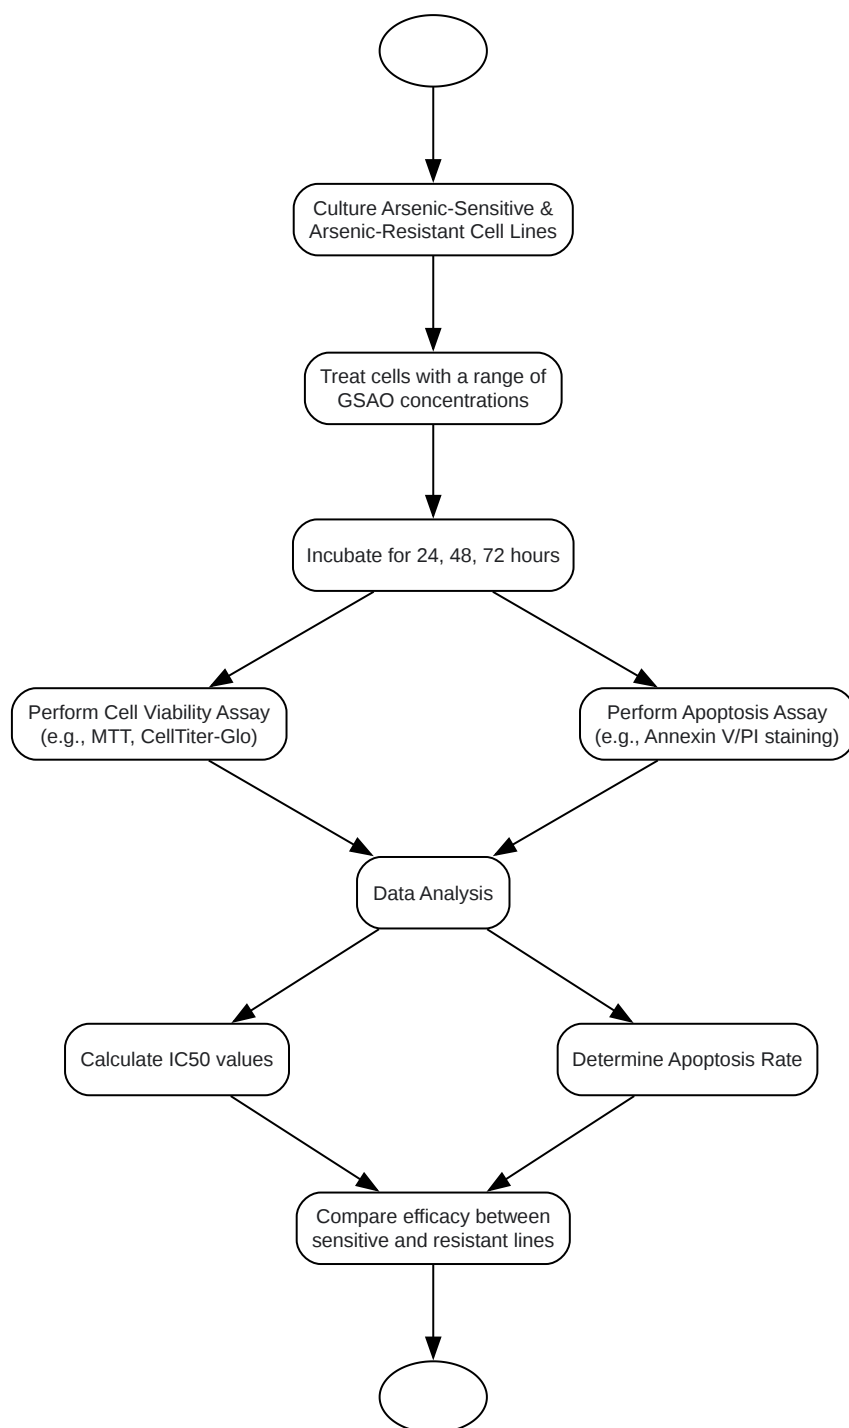 Culture Arsenic-Sensitive &
Arsenic-Resistant Cell Lines
Treat cells with a range of
GSAO concentrations
Incubate for 24, 48, 72 hours
Perform Cell Viability Assay
(e.g., MTT, CellTiter-Glo)
Perform Apoptosis Assay
(e.g., Annexin V/PI staining)
Data Analysis
Calculate IC50 values
Determine Apoptosis Rate
Compare efficacy between
sensitive and resistant lines